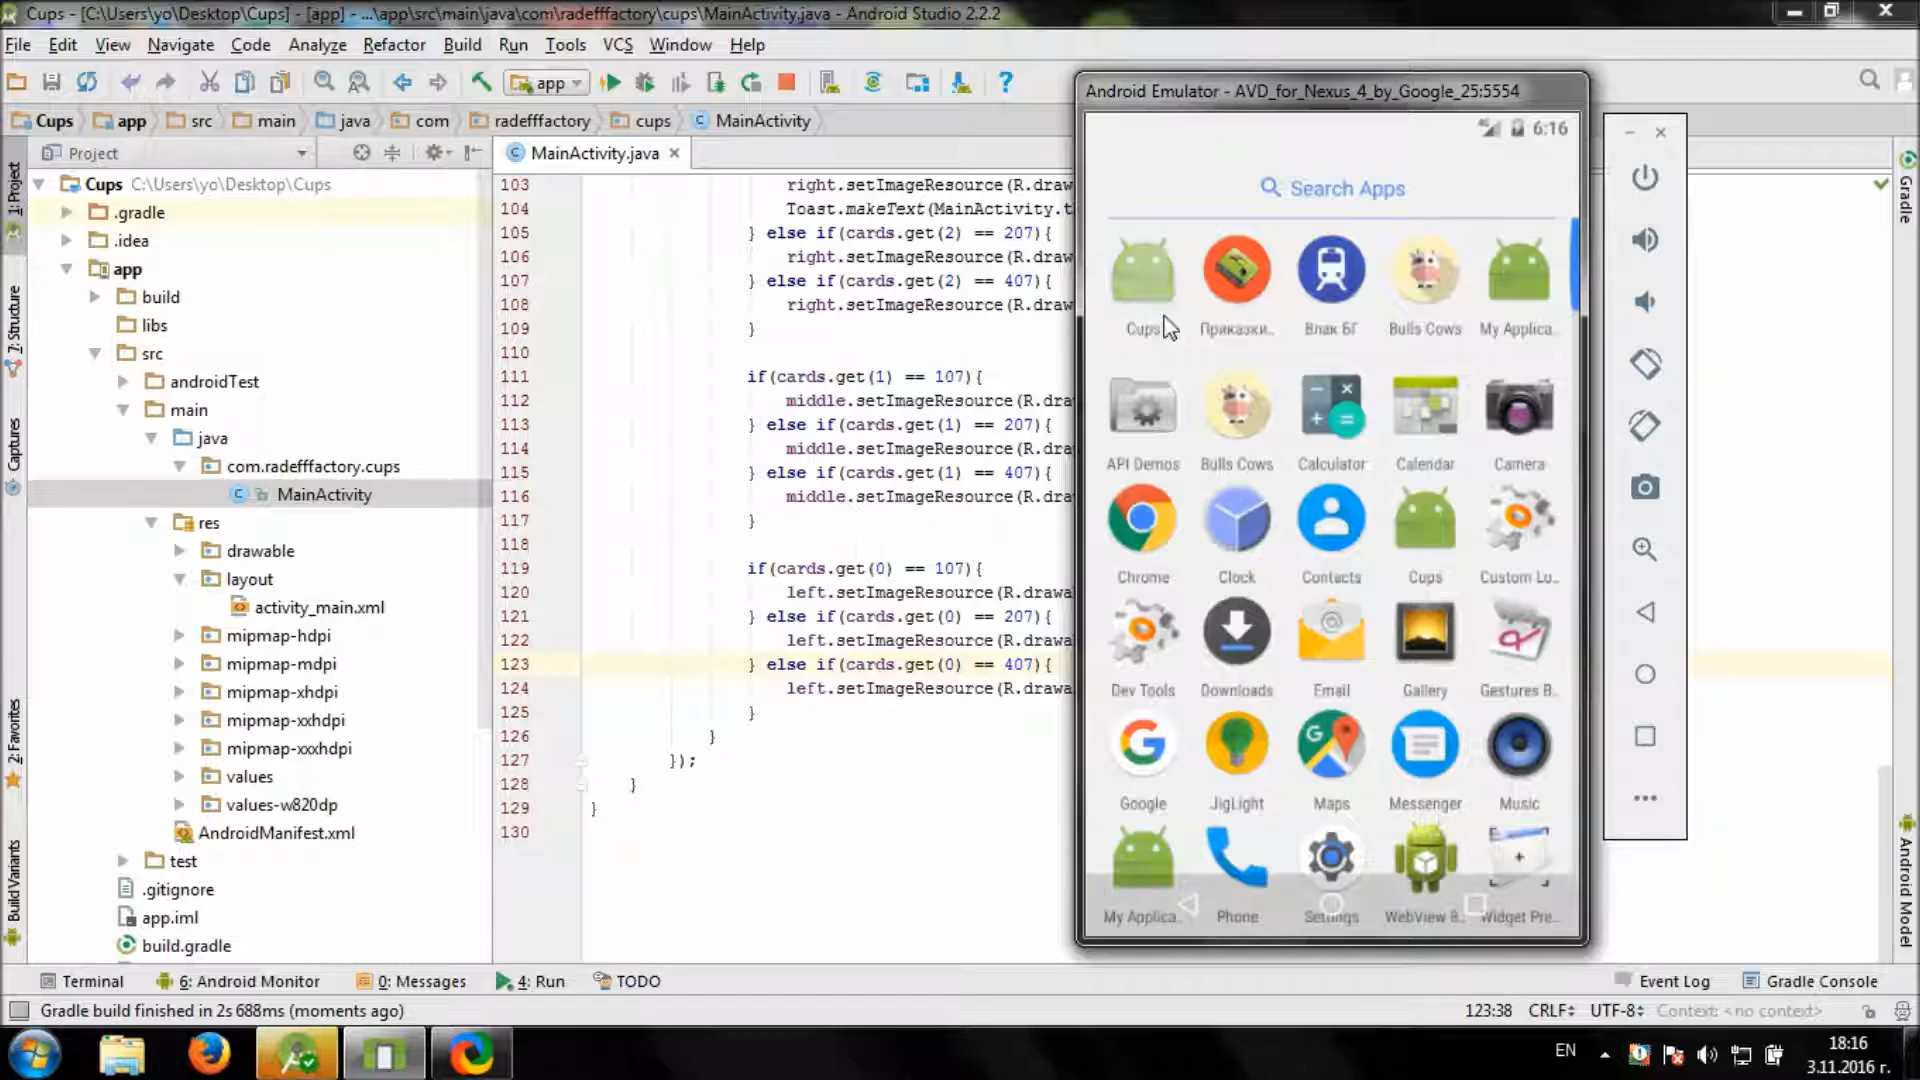 Cups - [C:\Users\yo\Desktop\Cups] - [app] - ...\app\src\main\java\com\radefffactory\cups\MainActivity.java - Android Studio 2.2.2
File Edit View Navigate Code Analyze Refactor Build Run Tools VCS Window Help
app
Cups app src main java com radefffactory cups MainActivity
Project
MainActivity.java
1: Project
7: Structure
Captures
2: Favorites
Build Variants
Cups C:\Users\yo\Desktop\Cups
.gradle
.idea
app
build
libs
src
androidTest
main
java
com.radefffactory.cups
MainActivity
res
drawable
layout
activity_main.xml
mipmap-hdpi
mipmap-mdpi
mipmap-xhdpi
mipmap-xxhdpi
mipmap-xxxhdpi
values
values-w820dp
AndroidManifest.xml
test
.gitignore
app.iml
build.gradle
103 right.setImageResource(R.draw
104 Toast.makeText(MainActivity.t
105 } else if(cards.get(2) == 207){
106 right.setImageResource(R.draw
107 } else if(cards.get(2) == 407){
108 right.setImageResource(R.draw
109 }
110
111 if(cards.get(1) == 107){
112 middle.setImageResource(R.dra
113 } else if(cards.get(1) == 207){
114 middle.setImageResource(R.dra
115 } else if(cards.get(1) == 407){
116 middle.setImageResource(R.dra
117 }
118
119 if(cards.get(0) == 107){
120 left.setImageResource(R.drawa
121 } else if(cards.get(0) == 207){
122 left.setImageResource(R.drawa
123 } else if(cards.get(0) == 407){
124 left.setImageResource(R.drawa
125 }
126 }
127 });
128 }
129 }
130
Android Emulator - AVD_for_Nexus_4_by_Google_25:5554
6:16
Search Apps
Cups Приказки... Влак БГ Bulls Cows My Applica...
API Demos Bulls Cows Calculator Calendar Camera
Chrome Clock Contacts Cups Custom Lo...
Dev Tools Downloads Email Gallery Gestures B...
Google JigLight Maps Messenger Music
My Applica... Phone Settings WebView B... Widget Pre...
Gradle
Android Model
Terminal 6: Android Monitor 0: Messages 4: Run TODO Event Log Gradle Console
Gradle build finished in 2s 688ms (moments ago) 123:38 CRLF UTF-8 Context: <no context>
EN 18:16
3.11.2016 г.